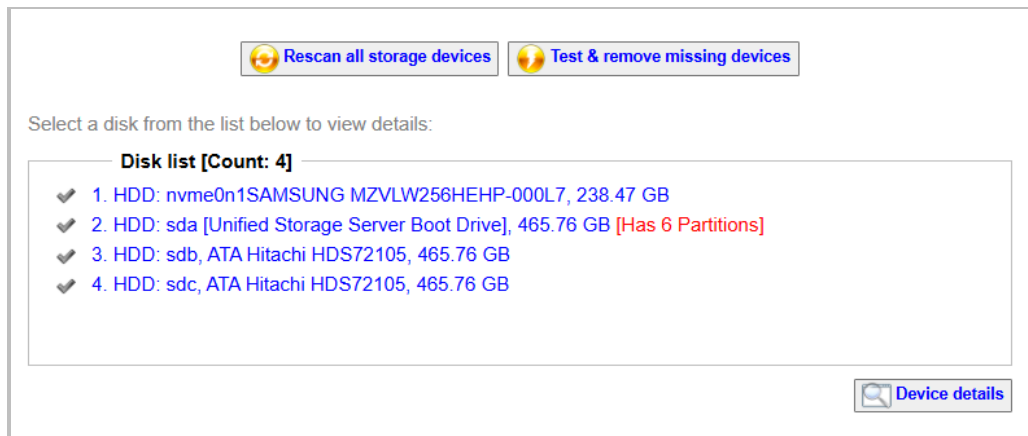 Rescan all storage devices Test & remove missing devices
Select a disk from the list below to view details:
Disk list [Count: 4]
1. HDD: nvme0n1SAMSUNG MZVLW256HEHP-000L7, 238.47 GB
2. HDD: sda [Unified Storage Server Boot Drive], 465.76 GB [Has 6 Partitions]
3. HDD: sdb, ATA Hitachi HDS72105, 465.76 GB
4. HDD: sdc, ATA Hitachi HDS72105, 465.76 GB
Device details